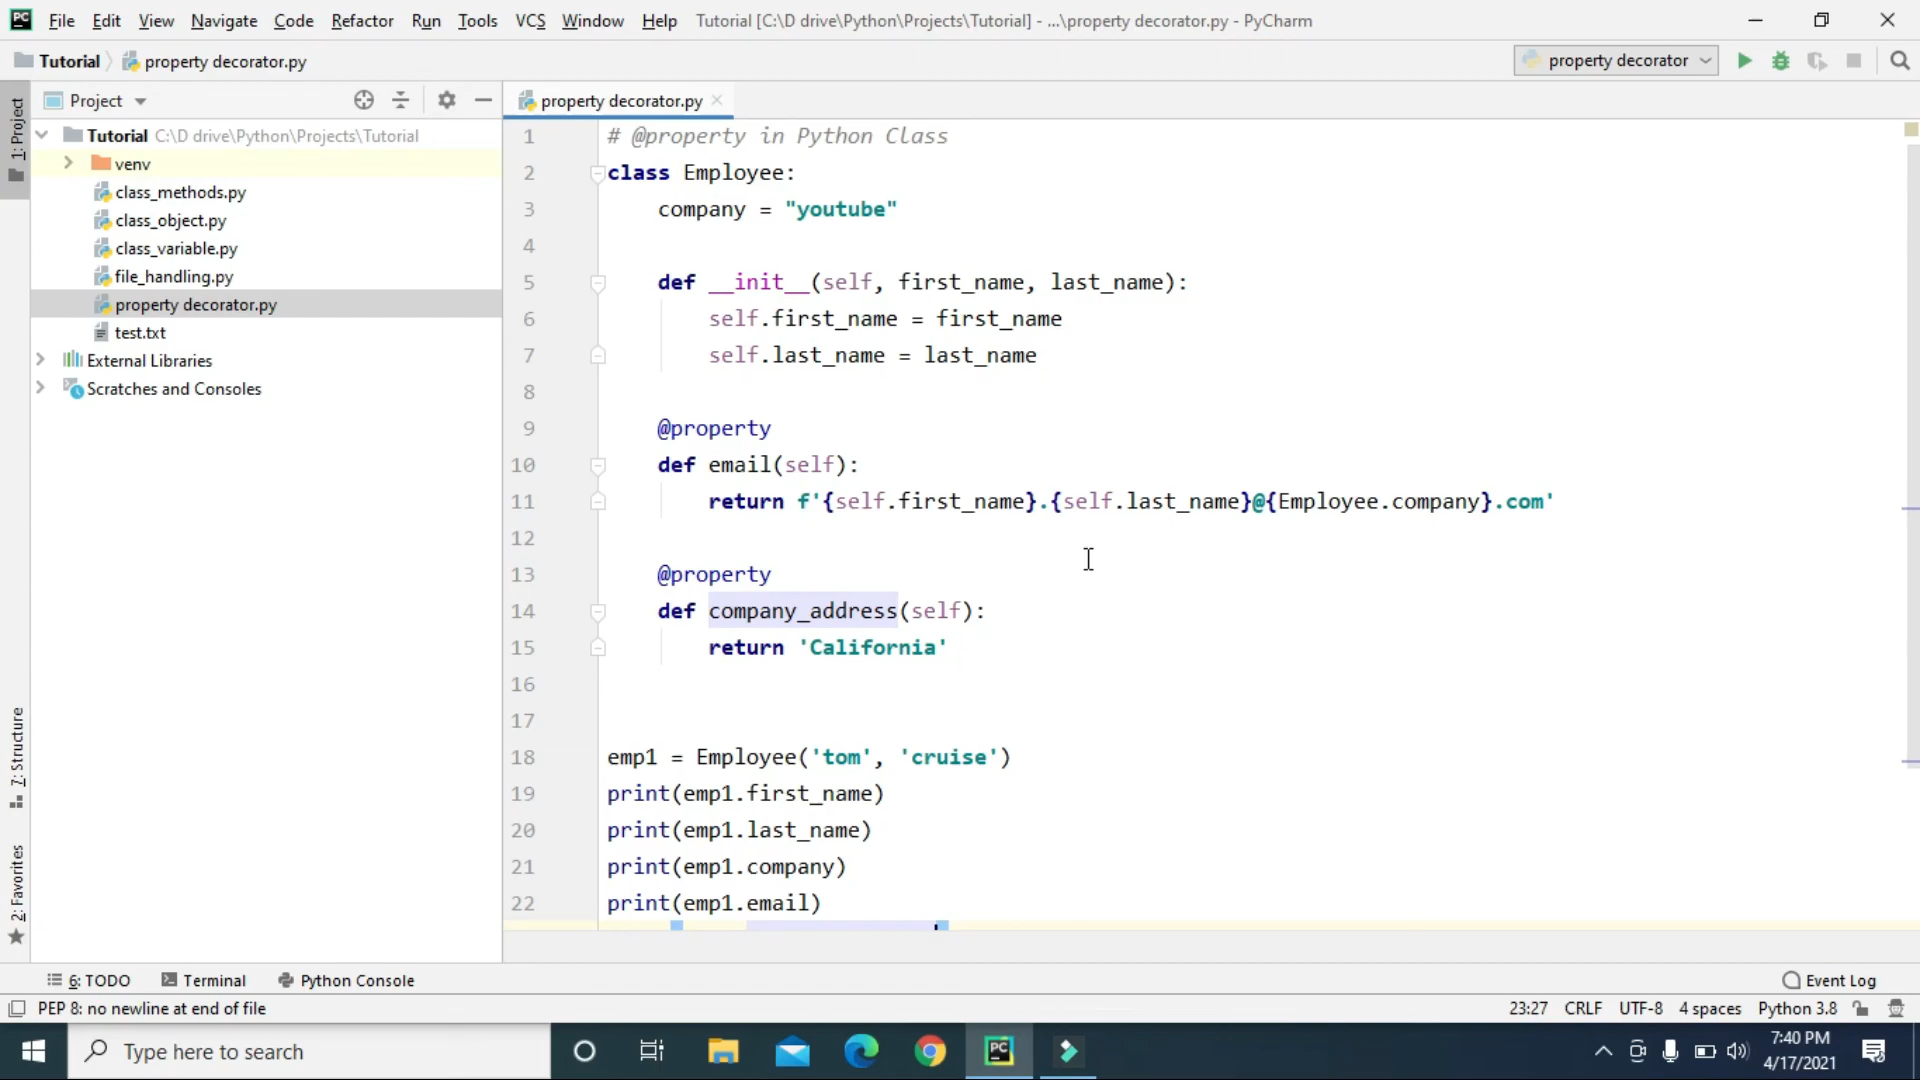 PC File Edit View Navigate Code Refactor Run Tools VCS Window Help Tutorial [C:\D drive\Python\Projects\Tutorial] - ...\property decorator.py - PyCharm
Tutorial property decorator.py property decorator
Project
property decorator.py
1: Project
Tutorial C:\D drive\Python\Projects\Tutorial
venv
class_methods.py
class_object.py
class_variable.py
file_handling.py
property decorator.py
test.txt
External Libraries
Scratches and Consoles
7: Structure
2: Favorites
1 # @property in Python Class
2 class Employee:
3 company = "youtube"
4
5 def __init__(self, first_name, last_name):
6 self.first_name = first_name
7 self.last_name = last_name
8
9 @property
10 def email(self):
11 return f'{self.first_name}.{self.last_name}@{Employee.company}.com'
12
13 @property
14 def company_address(self):
15 return 'California'
16
17
18 emp1 = Employee('tom', 'cruise')
19 print(emp1.first_name)
20 print(emp1.last_name)
21 print(emp1.company)
22 print(emp1.email)
6: TODO Terminal Python Console Event Log
PEP 8: no newline at end of file 23:27 CRLF UTF-8 4 spaces Python 3.8
Type here to search
PC
7:40 PM
4/17/2021